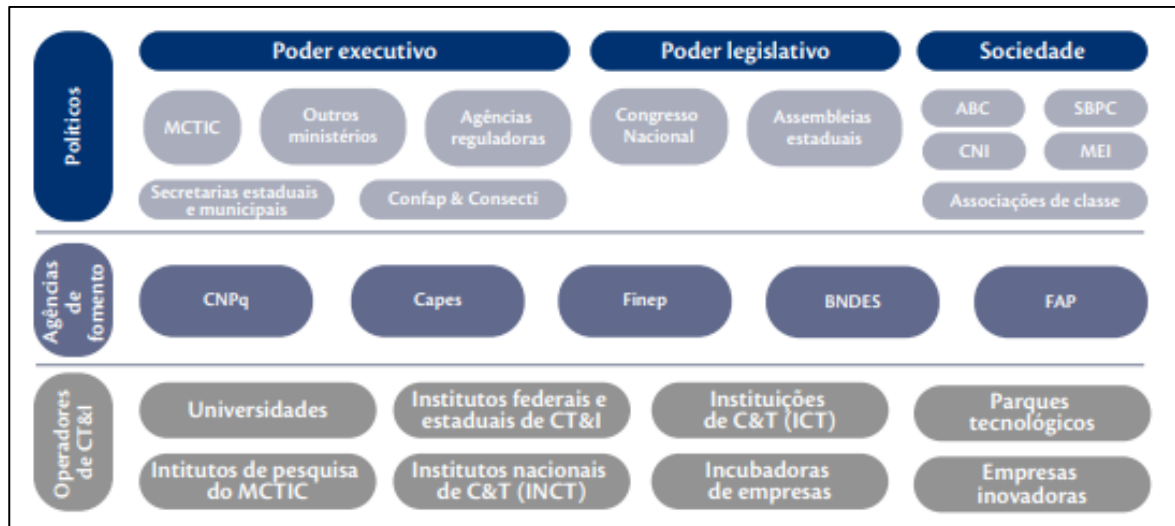 Políticos
Poder executivo
Poder legislativo
Sociedade
MCTIC
Outros
ministérios
Agências
reguladoras
Congresso
Nacional
Assembleias
estaduais
ABC
SBPC
CNI
MEI
Secretarias estaduais
e municipais
Confap & Consecti
Associações de classe
Agências
de
fomento
CNPq
Capes
Finep
BNDES
FAP
Operadores
de CT&I
Universidades
Institutos federais e
estaduais de CT&I
Instituições
de C&T (ICT)
Parques
tecnológicos
Intitutos de pesquisa
do MCTIC
Institutos nacionais
de C&T (INCT)
Incubadoras
de empresas
Empresas
inovadoras